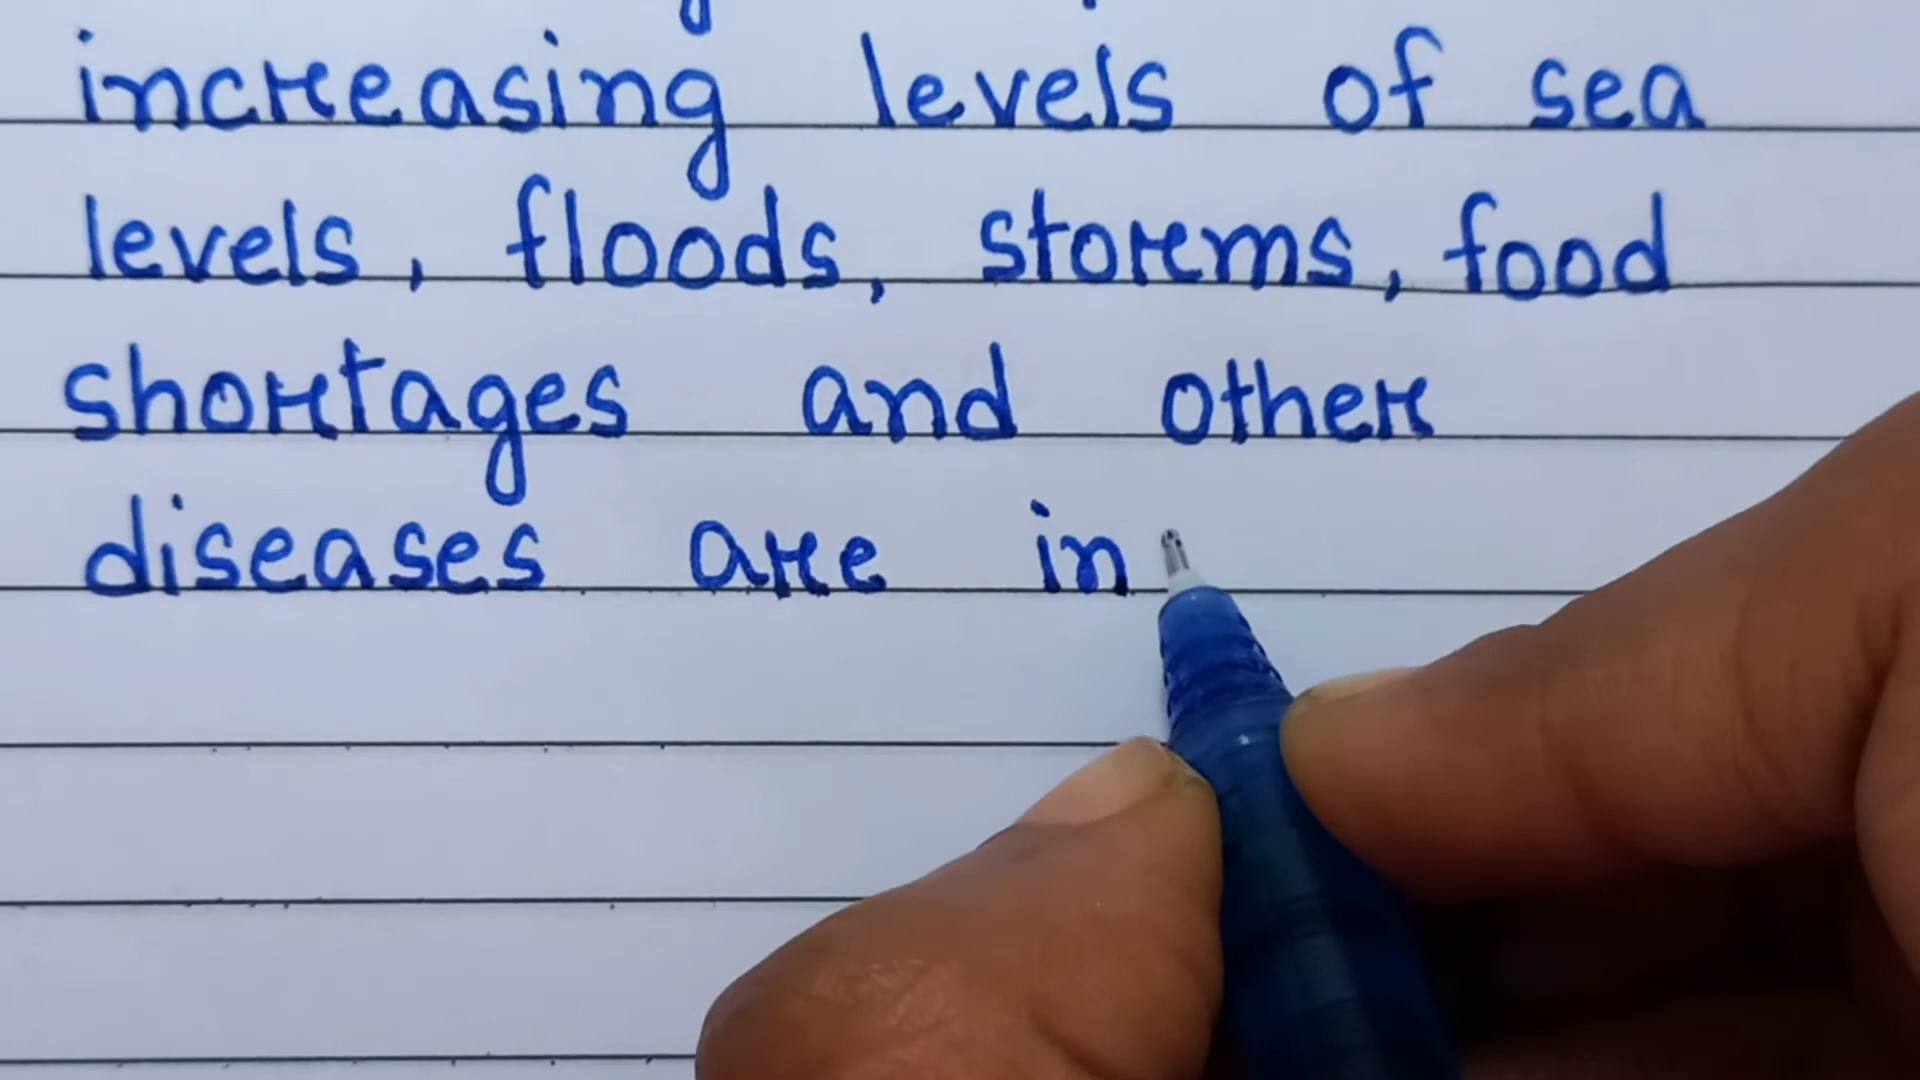 increasing levels of sea
levels, floods, storms, food
shortages and other
diseases are in